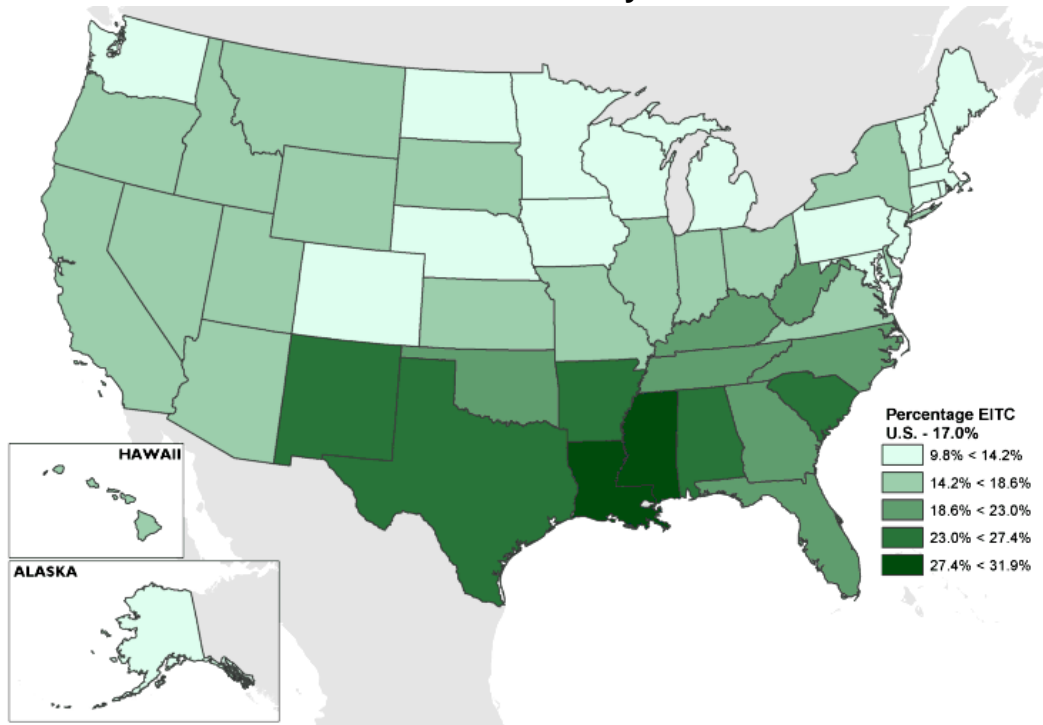 HAWAII
ALASKA
Percentage EITC
U.S. - 17.0%
9.8% < 14.2%
14.2% < 18.6%
18.6% < 23.0%
23.0% < 27.4%
27.4% < 31.9%